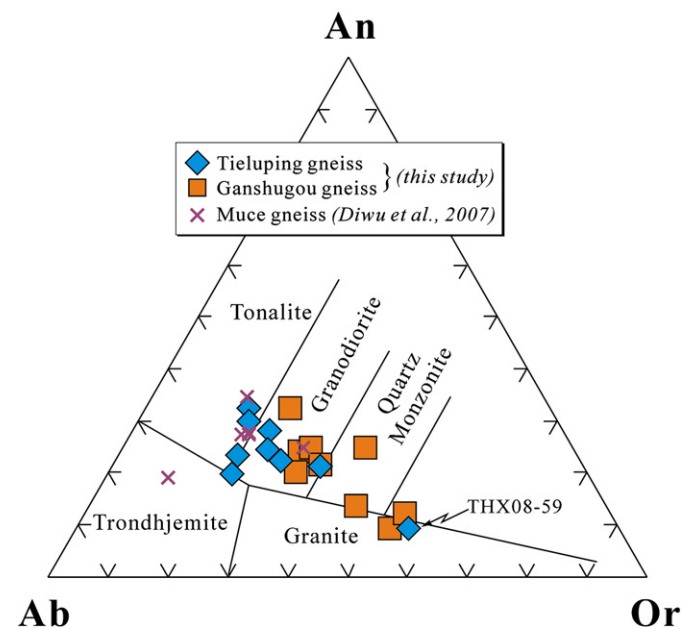 An
Tieluping gneiss
Ganshugou gneiss
} (this study)
Muce gneiss (Diwu et al., 2007)
Tonalite
Granodiorite
Quartz
Monzonite
THX08-59
Trondhjemite
Granite
Ab
Or